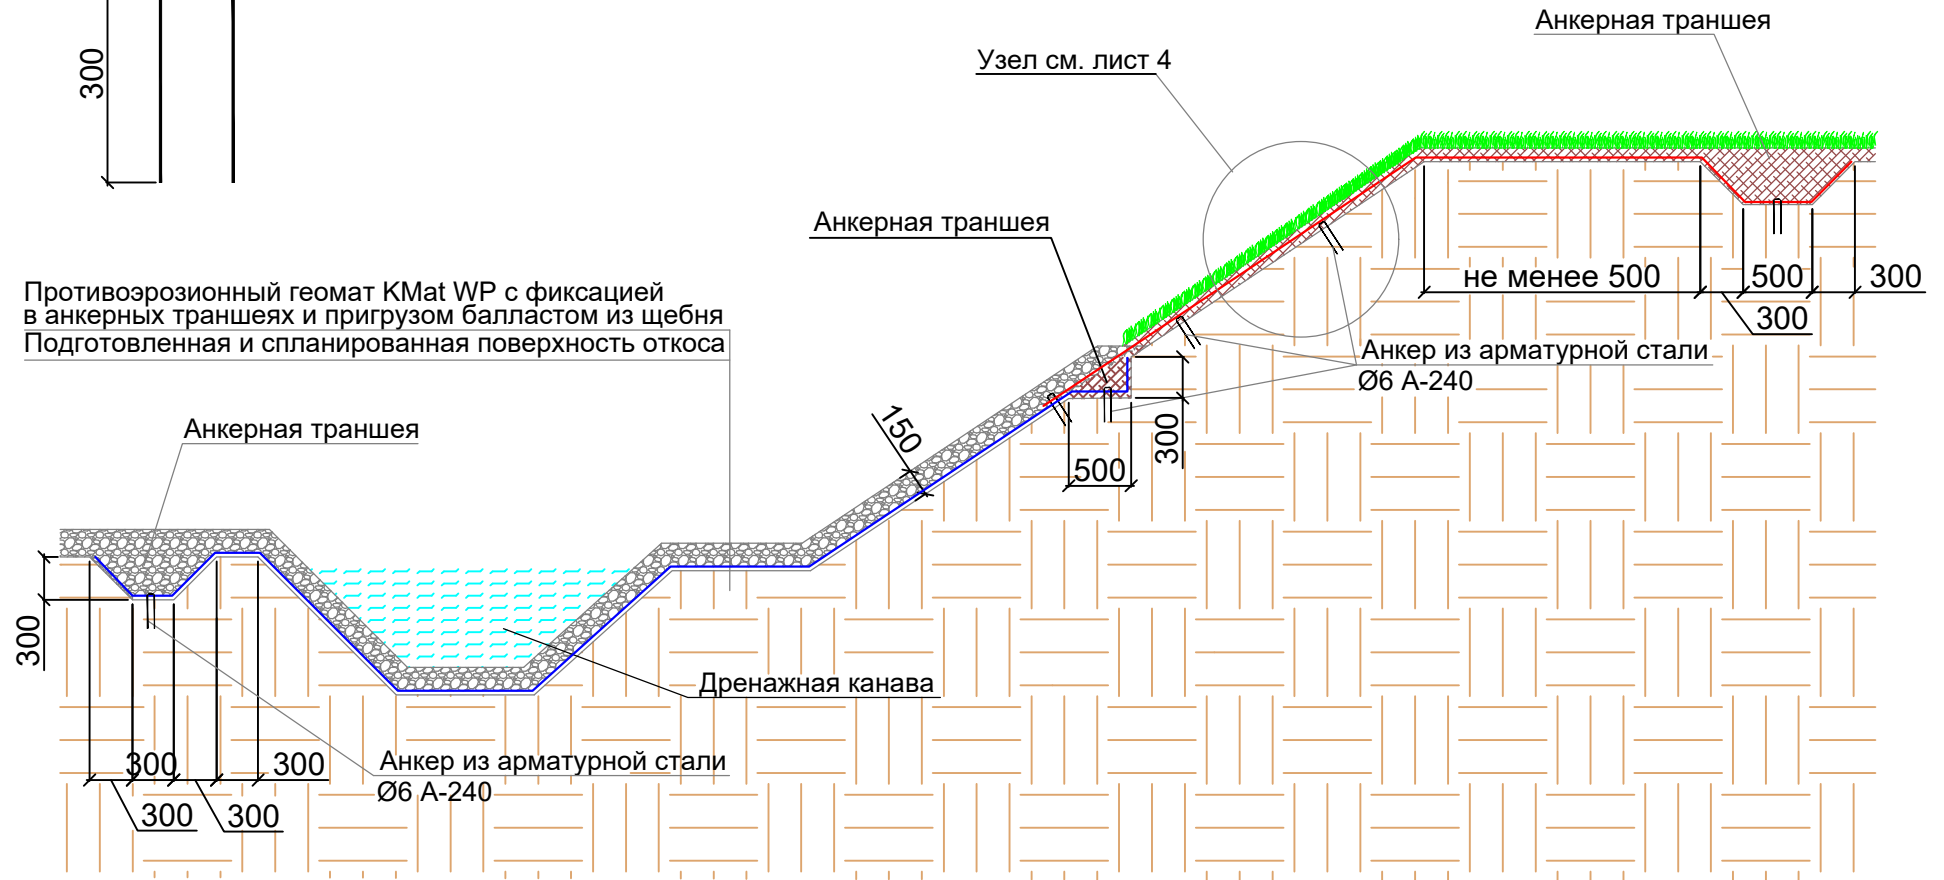 300
Анкерная траншея
Узел см. лист 4
Анкерная траншея
Противоэрозионный геомат KMat WP с фиксацией
в анкерных траншеях и пригрузом балластом из щебня
Подготовленная и спланированная поверхность откоса
не менее 500
500
300
300
Анкер из арматурной стали
Ø6 А-240
150
Анкерная траншея
500
300
300
Дренажная канава
300
300
Анкер из арматурной стали
Ø6 А-240
300
300